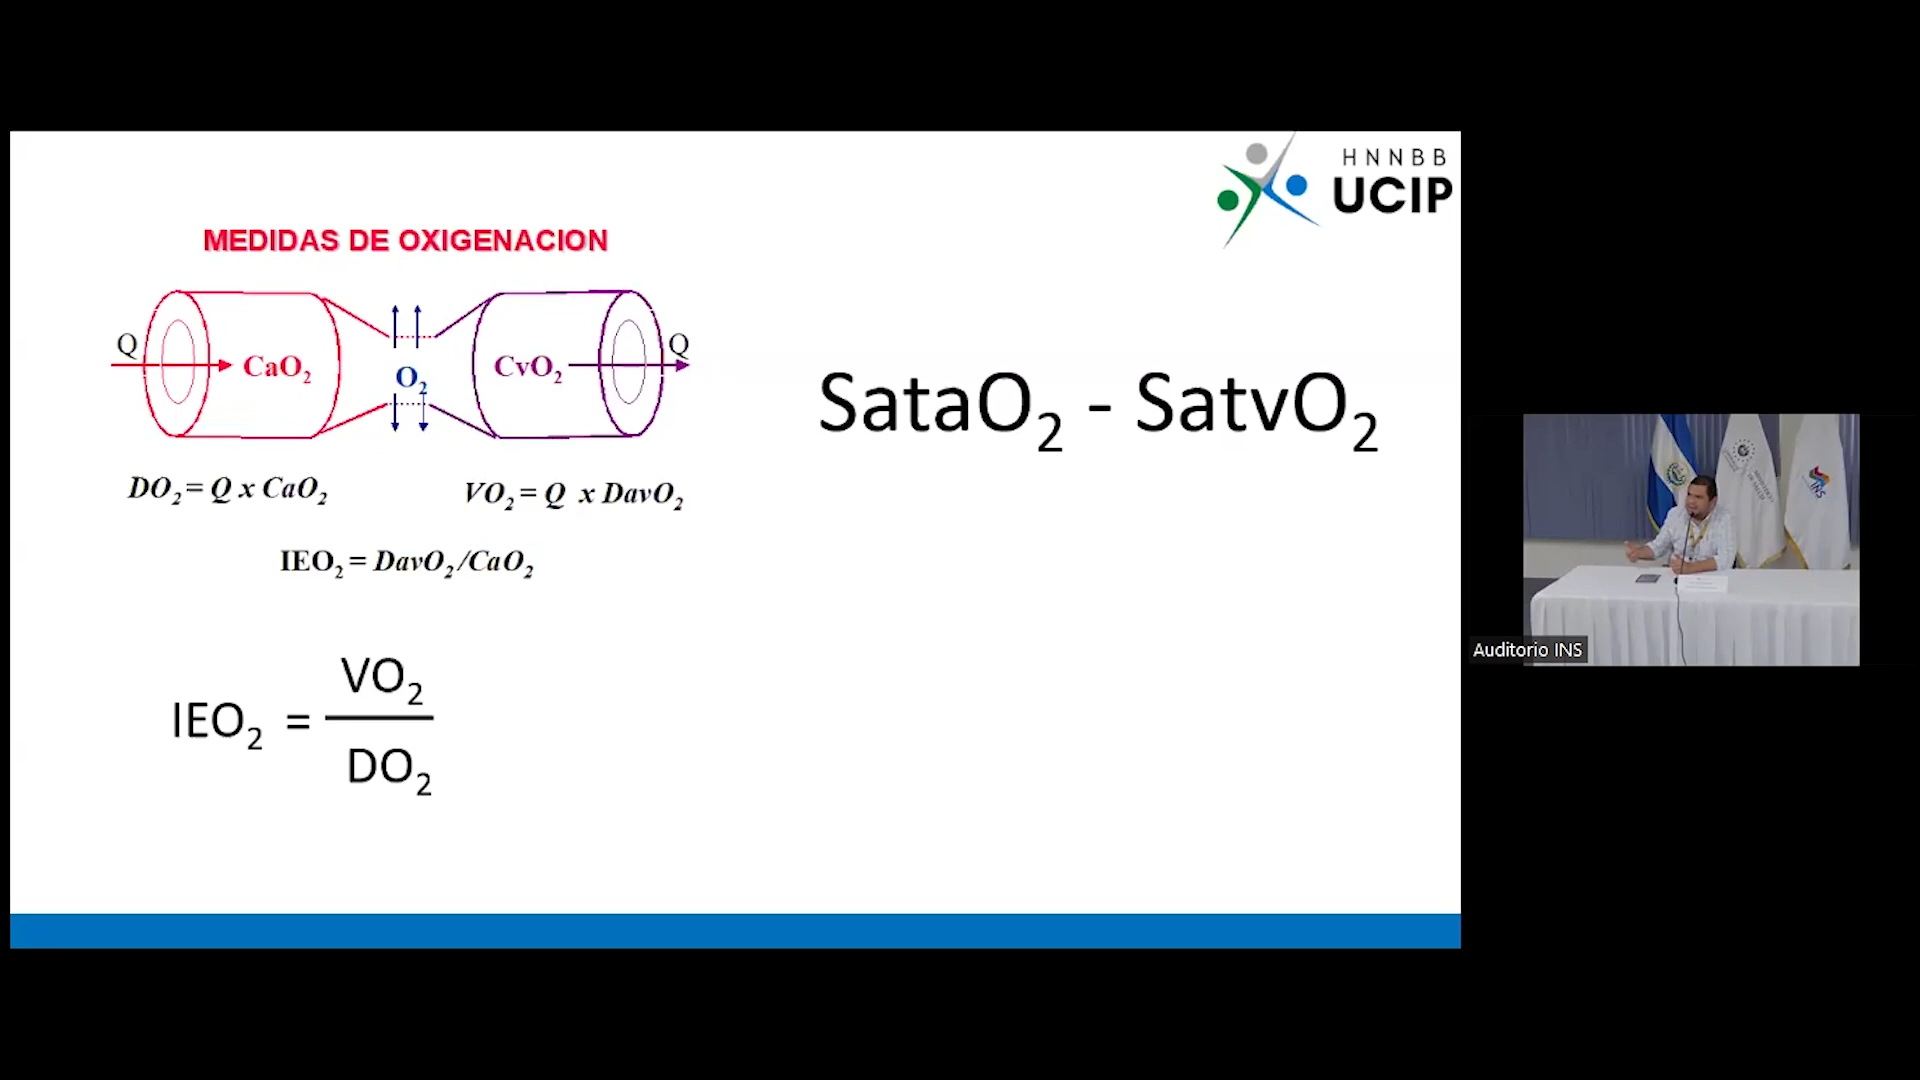 HNNBB
UCIP
MEDIDAS DE OXIGENACION
Q
CaO₂
O₂
CvO₂
Q
DO₂ = Q x CaO₂
VO₂ = Q x DavO₂
IEO₂ = DavO₂/CaO₂
IEO₂ = VO₂
DO₂
SataO₂ - SatvO₂
INS
Auditorio INS